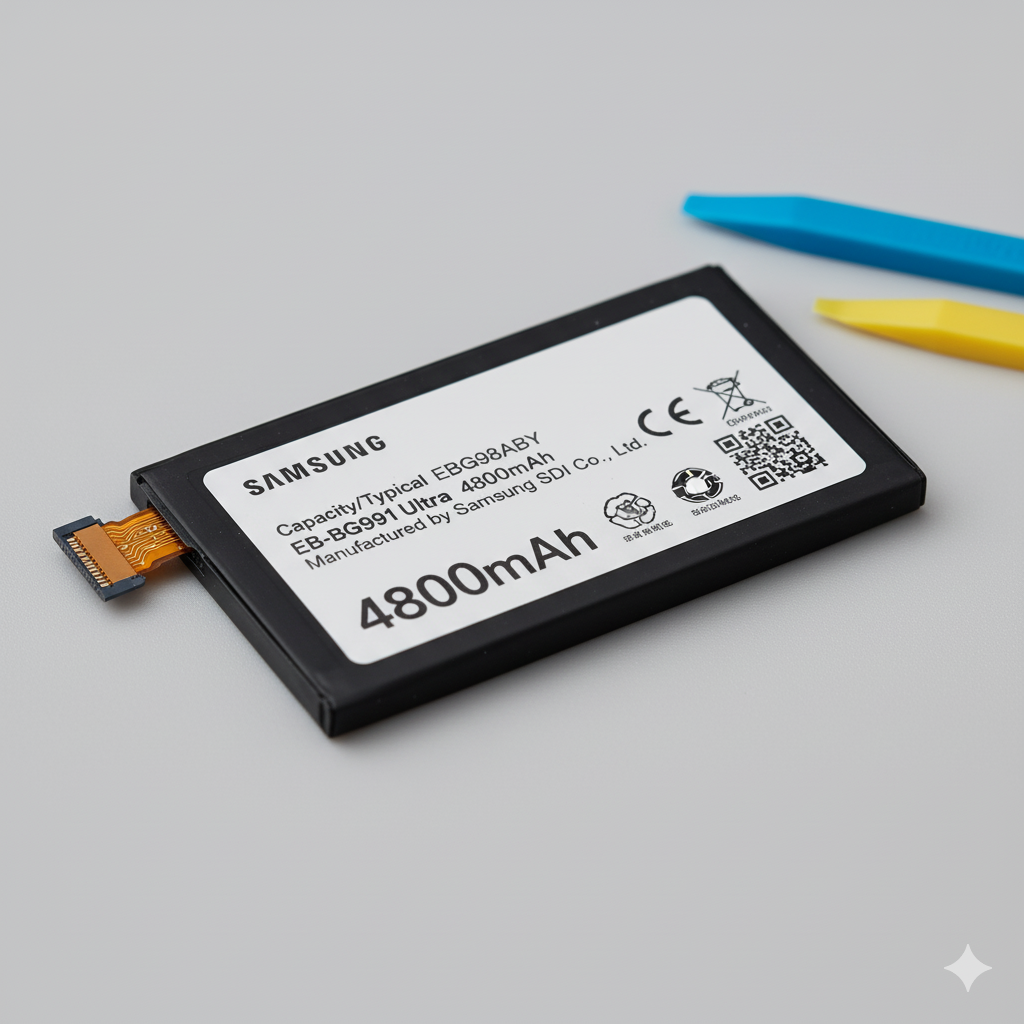 SAMSUNG
Capacity/Typical EBG98ABY
EB-BG991 Ultra 4800mAh
Manufactured by Samsung SDI Co., Ltd.
4800mAh
CE